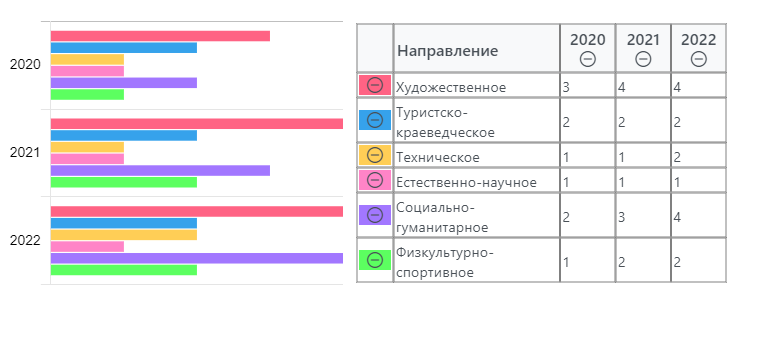 2020
2021
2022
Направление 2020 2021 2022
Художественное 3 4 4
Туристско-
краеведческое 2 2 2
Техническое 1 1 2
Естественно-научное 1 1 1
Социально-
гуманитарное 2 3 4
Физкультурно-
спортивное 1 2 2